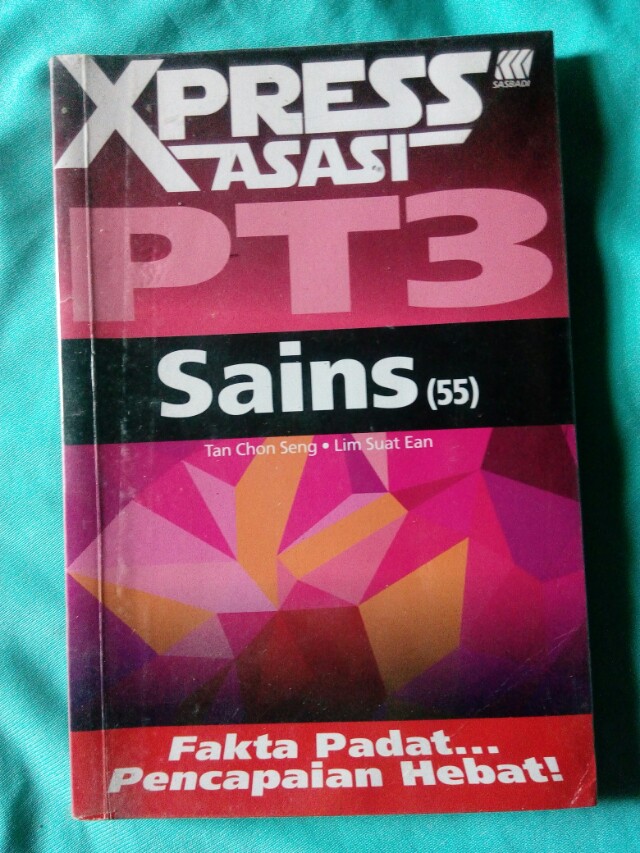 XPRESS
ASASI
SASBADI
PT3
Sains (55)
Tan Chon Seng • Lim Suat Ean
Fakta Padat...
Pencapaian Hebat!